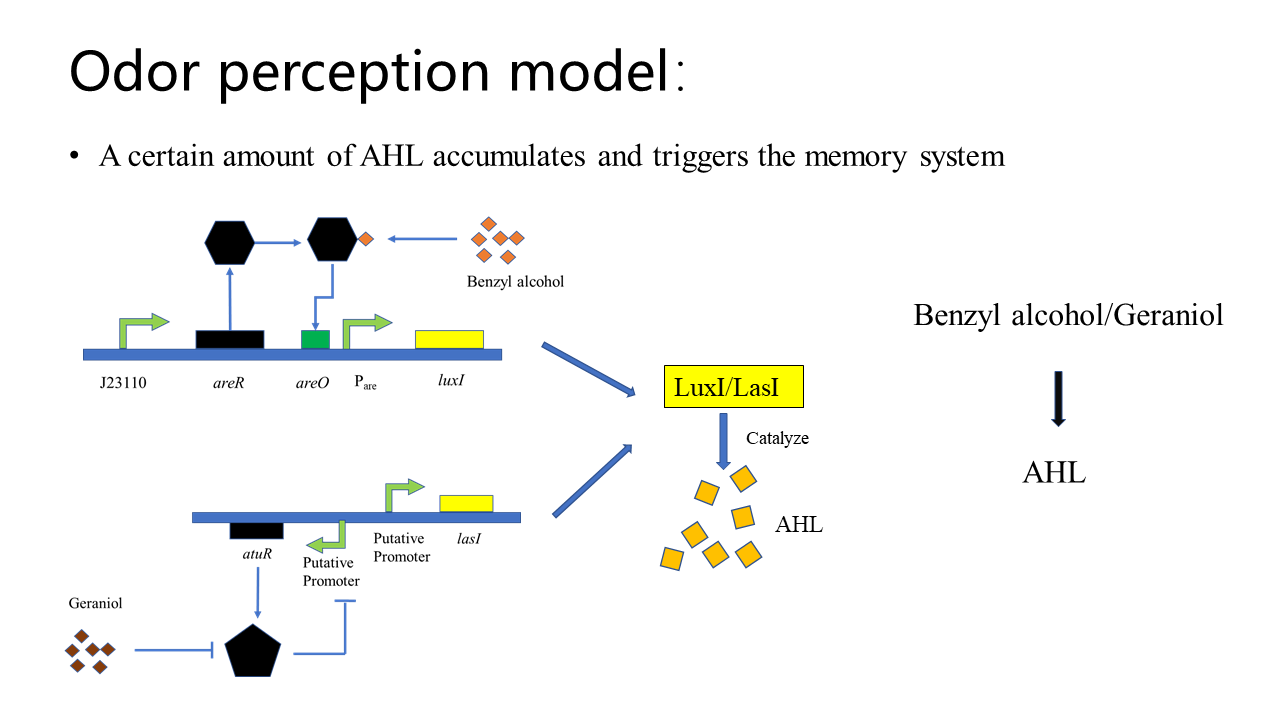 Odor perception model：
• A certain amount of AHL accumulates and triggers the memory system
Benzyl alcohol
J23110
areR
areO
Pare
luxI
Benzyl alcohol/Geraniol
LuxI/LasI
Catalyze
AHL
AHL
atuR
Putative
Promoter
Putative
Promoter
lasI
Geraniol